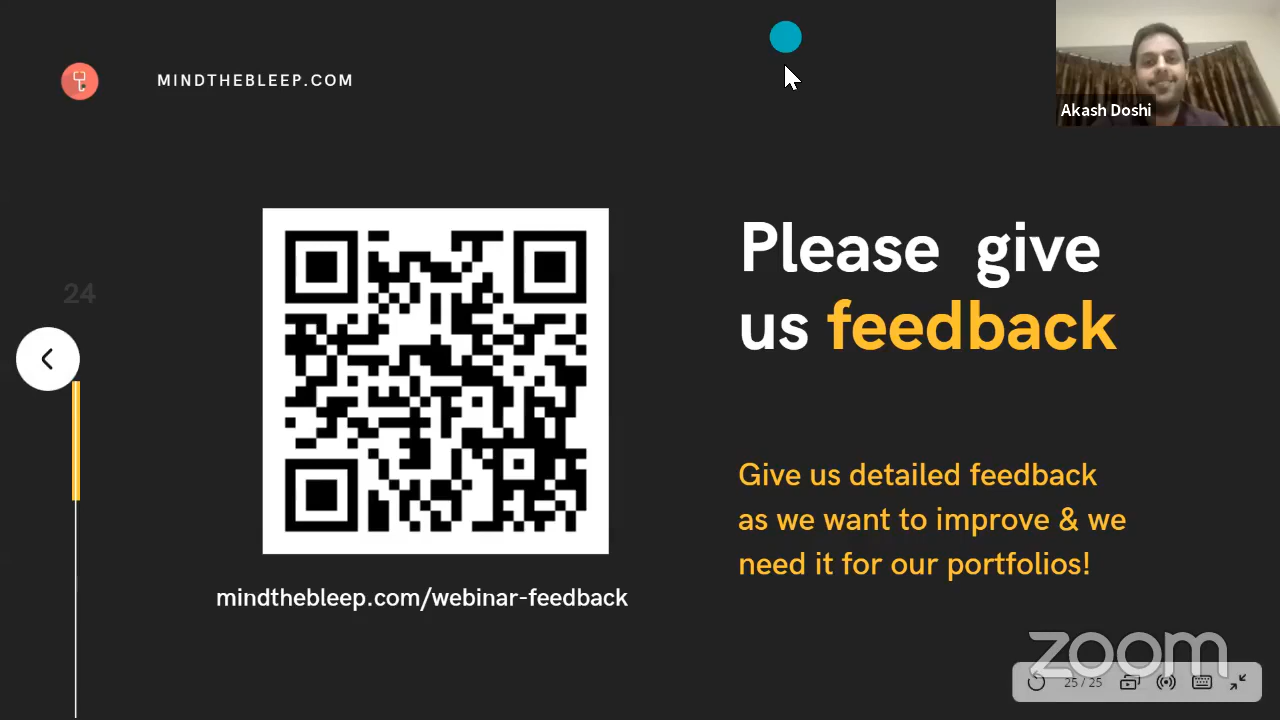 MINDTHEBLEEP.COM
Akash Doshi
Please give
us feedback
24
Give us detailed feedback
as we want to improve & we
need it for our portfolios!
mindthebleep.com/webinar-feedback
zoom
25 / 25